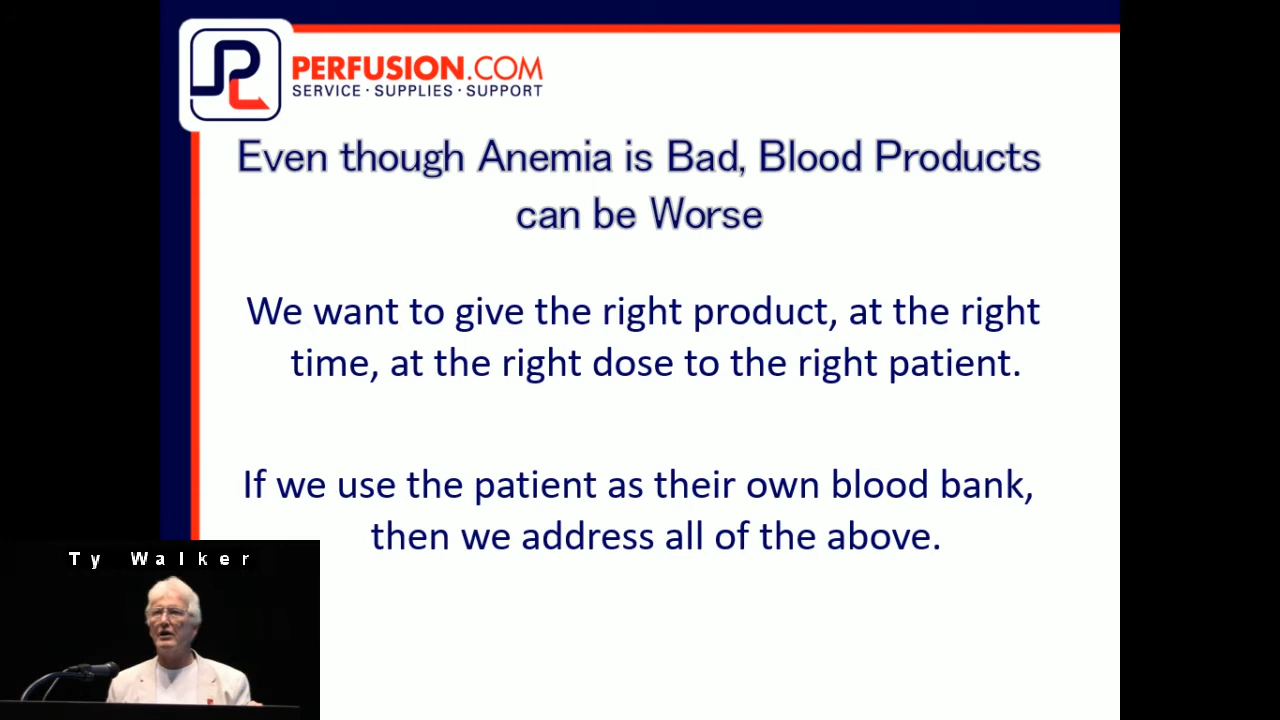 PERFUSION.COM
SERVICE · SUPPLIES · SUPPORT
Even though Anemia is Bad, Blood Products
can be Worse
We want to give the right product, at the right
time, at the right dose to the right patient.
If we use the patient as their own blood bank,
then we address all of the above.
Ty Walker